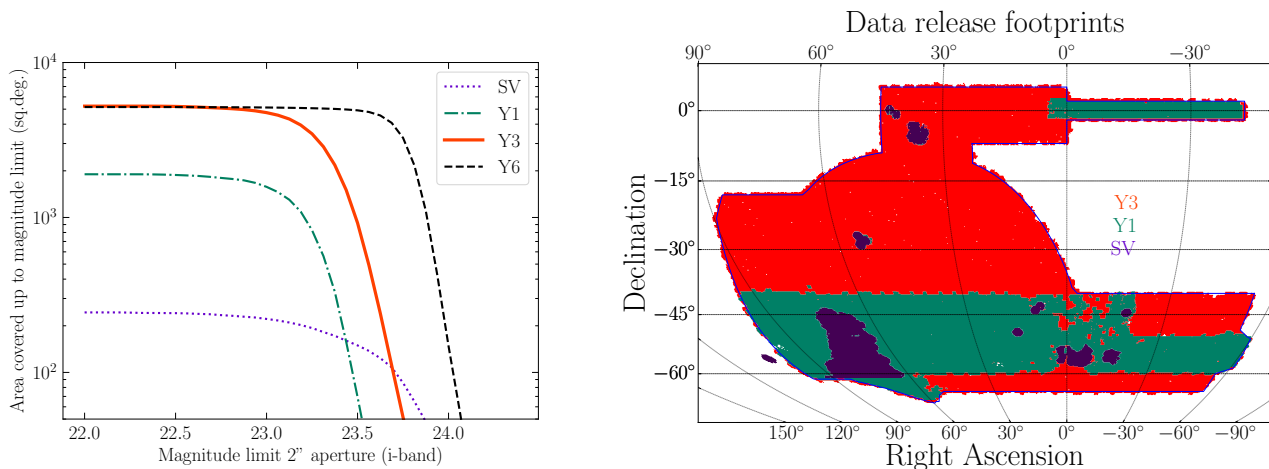 Area covered up to magnitude limit (sq.deg.)
10⁴
10³
10²
SV
Y1
Y3
Y6
22.0 22.5 23.0 23.5 24.0
Magnitude limit 2” aperture (i-band)
Data release footprints
90° 60° 30° 0° −30°
Declination
0°
−15°
−30°
−45°
−60°
Y3
Y1
SV
150° 120° 90° 60° 30° 0° −30° −60° −90°
Right Ascension